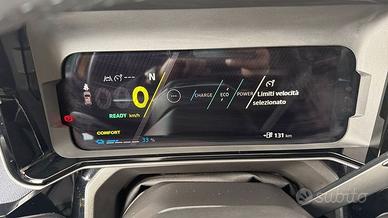 N
0
READY km/h
COMFORT
33 %
CHARGE
ECO
POWER
Limiti velocità
selezionato
131 km
subito